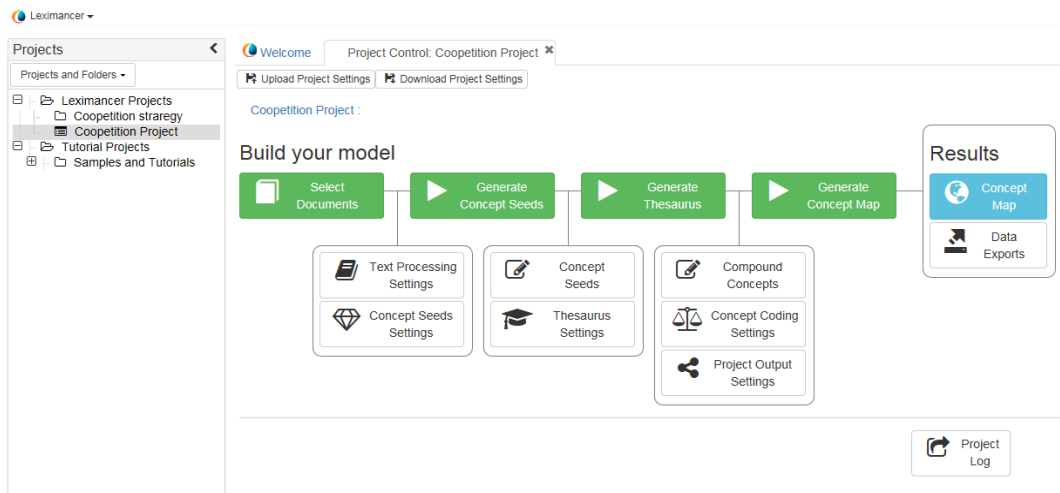 Leximancer
Projects
Projects and Folders
Leximancer Projects
Coopetition straregy
Coopetition Project
Tutorial Projects
Samples and Tutorials
Welcome
Project Control: Coopetition Project
Upload Project Settings
Download Project Settings
Coopetition Project :
Build your model
Select
Documents
Generate
Concept Seeds
Generate
Thesaurus
Generate
Concept Map
Text Processing
Settings
Concept Seeds
Settings
Concept
Seeds
Thesaurus
Settings
Compound
Concepts
Concept Coding
Settings
Project Output
Settings
Results
Concept
Map
Data
Exports
Project
Log